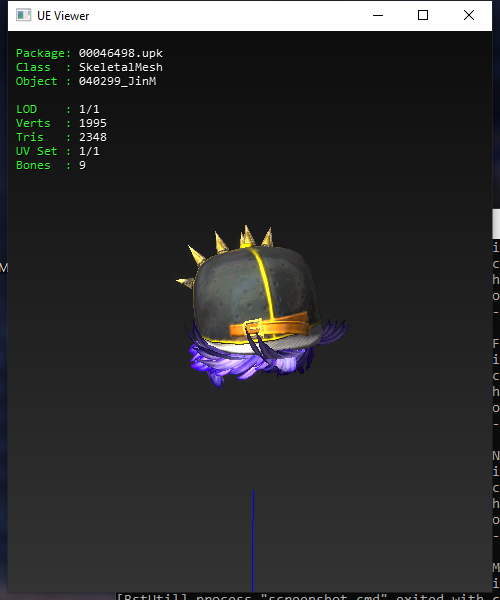 UE Viewer
Package: 00046498.upk
Class  : SkeletalMesh
Object : 040299_JinM
LOD    : 1/1
Verts  : 1995
Tris   : 2348
UV Set : 1/1
Bones  : 9
M
i
c
h
o
-
F
i
c
h
o
-
N
i
c
h
o
-
M
i
[BstUtil] process "screenshot.cmd" exited with c